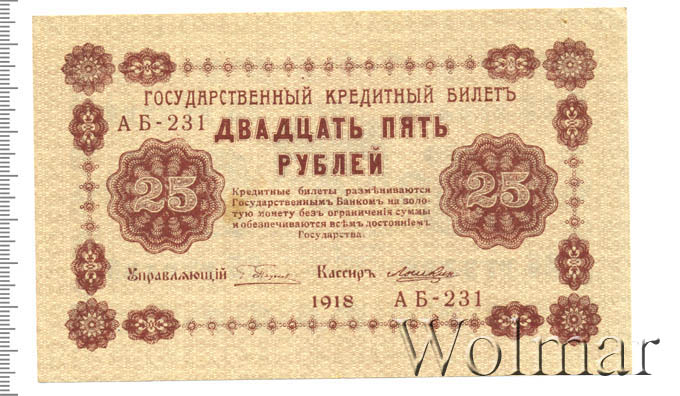 ГОСУДАРСТВЕННЫЙ КРЕДИТНЫЙ БИЛЕТЪ
АБ-231 ДВАДЦАТЬ ПЯТЬ
РУБЛЕЙ
25
25
Кредитные билеты размѣниваются
Государственнымъ Банкомъ на золо-
тую монету безъ ограниченія суммы
и обезпечиваются всѣмъ достояніемъ
Государства.
Управляющій
Кассиръ
1918 АБ-231
Wolmar